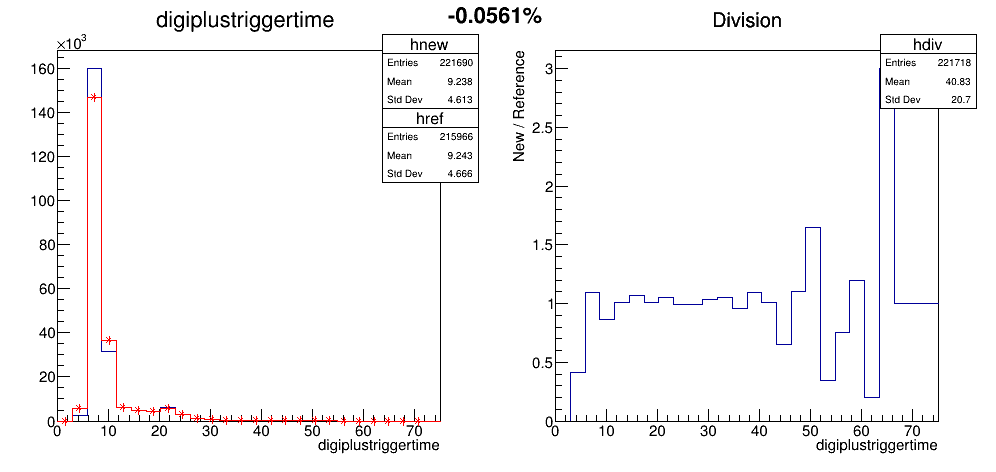 digiplustriggertime
-0.0561%
Division
×10³
hnew
Entries 221690
Mean 9.238
Std Dev 4.613
href
Entries 215966
Mean 9.243
Std Dev 4.666
160
140
120
100
80
60
40
20
0
0 10 20 30 40 50 60 70
digiplustriggertime
New / Reference
hdiv
Entries 221718
Mean 40.83
Std Dev 20.7
3
2.5
2
1.5
1
0.5
0
0 10 20 30 40 50 60 70
digiplustriggertime